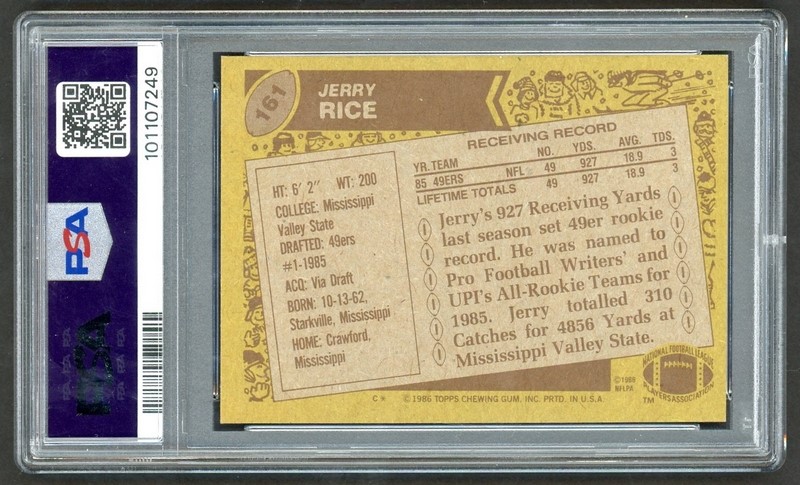 PSA
101107249
161
JERRY
RICE
RECEIVING RECORD
YR. TEAM NO. YDS. AVG. TDS.
85 49ERS NFL 49 927 18.9 3
LIFETIME TOTALS 49 927 18.9 3
HT: 6' 2" WT: 200
COLLEGE: Mississippi
Valley State
DRAFTED: 49ers
#1-1985
ACQ: Via Draft
BORN: 10-13-62,
Starkville, Mississippi
HOME: Crawford,
Mississippi
Jerry's 927 Receiving Yards
last season set 49er rookie
record. He was named to
Pro Football Writers' and
UPI's All-Rookie Teams for
1985. Jerry totalled 310
Catches for 4856 Yards at
Mississippi Valley State.
NATIONAL FOOTBALL LEAGUE
PLAYERS ASSOCIATION
TM
NFLPA
C* © 1986 TOPPS CHEWING GUM, INC. PRTD. IN U.S.A.
PSA